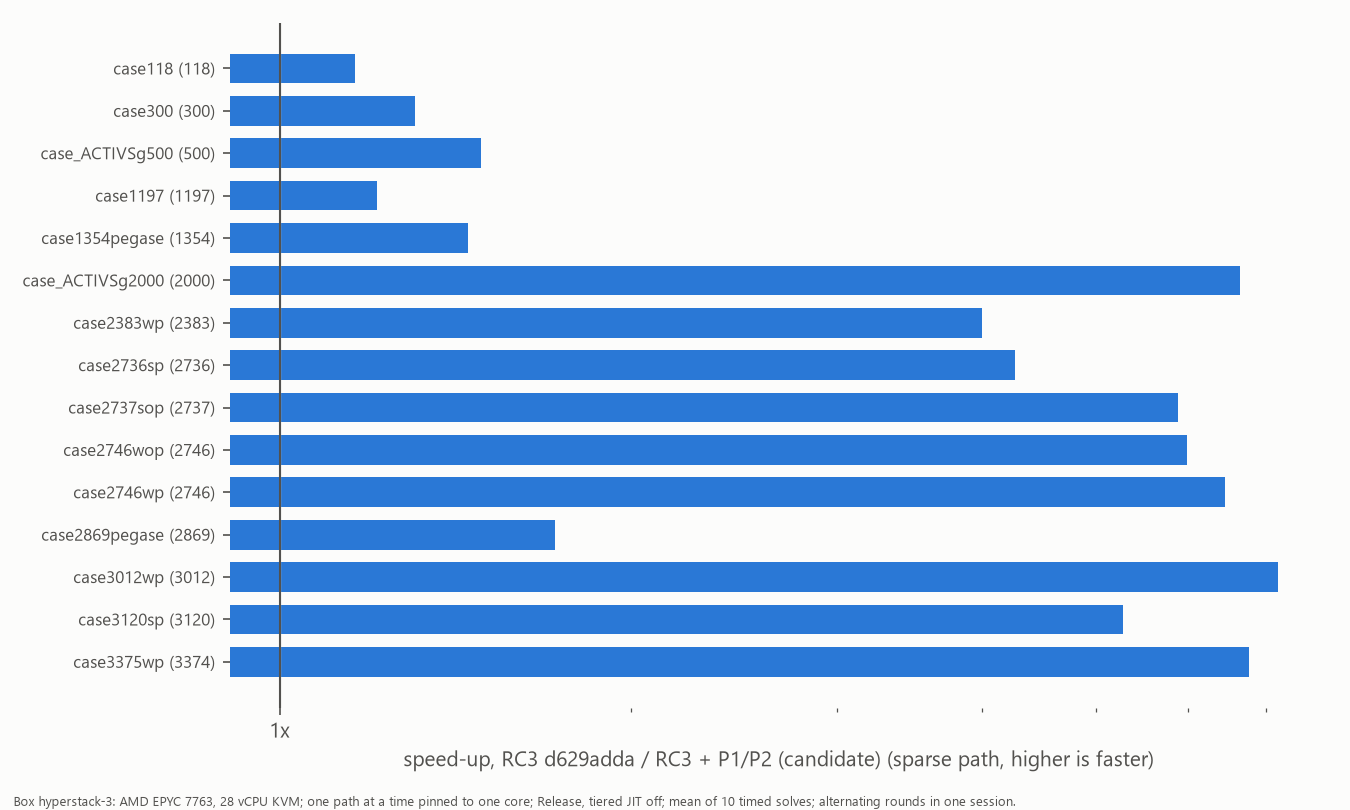 case118 (118)
case300 (300)
case_ACTIVSg500 (500)
case1197 (1197)
case1354pegase (1354)
case_ACTIVSg2000 (2000)
case2383wp (2383)
case2736sp (2736)
case2737sop (2737)
case2746wop (2746)
case2746wp (2746)
case2869pegase (2869)
case3012wp (3012)
case3120sp (3120)
case3375wp (3374)
1x
speed-up, RC3 d629adda / RC3 + P1/P2 (candidate) (sparse path, higher is faster)
Box hyperstack-3: AMD EPYC 7763, 28 vCPU KVM; one path at a time pinned to one core; Release, tiered JIT off; mean of 10 timed solves; alternating rounds in one session.